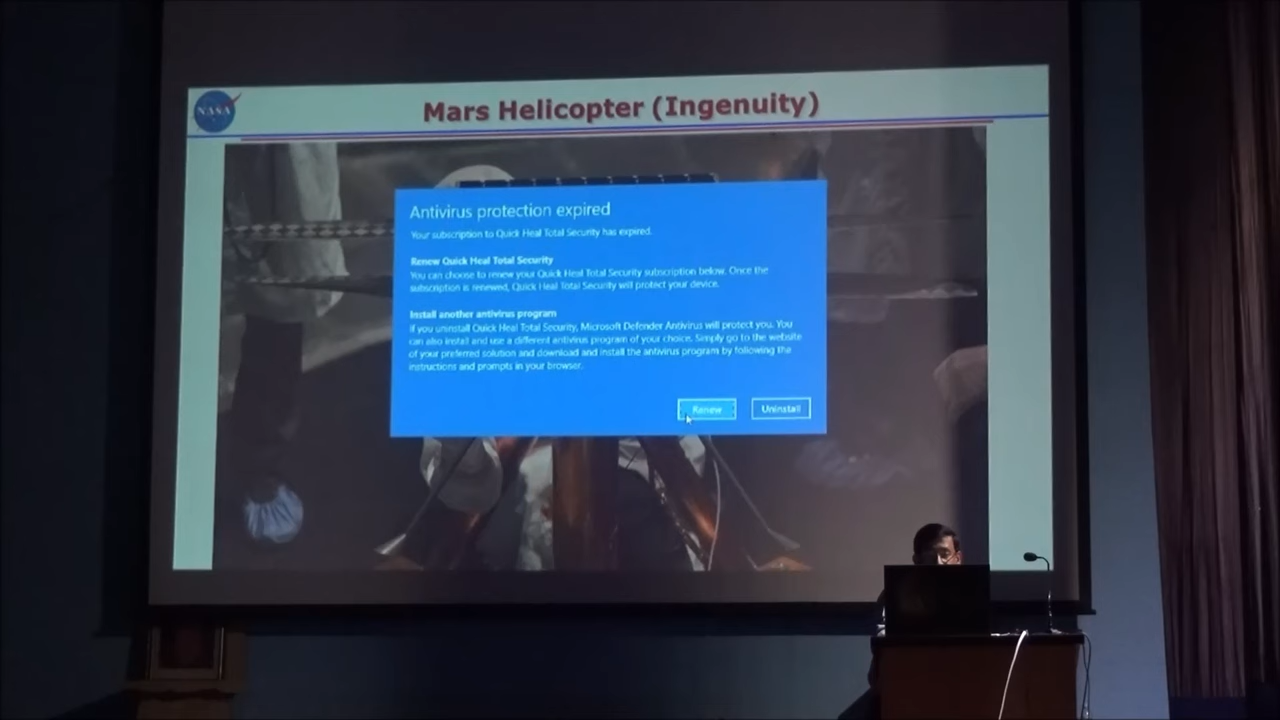 NASA
Mars Helicopter (Ingenuity)
Antivirus protection expired
Your subscription to Quick Heal Total Security has expired.
Renew Quick Heal Total Security
You can choose to renew your Quick Heal Total Security subscription below. Once the
subscription is renewed, Quick Heal Total Security will protect your device.
Install another antivirus program
If you uninstall Quick Heal Total Security, Microsoft Defender Antivirus will protect you. You
can also install and use a different antivirus program of your choice. Simply go to the website
of your preferred solution and download and install the antivirus program by following the
instructions and prompts in your browser.
Renew
Uninstall